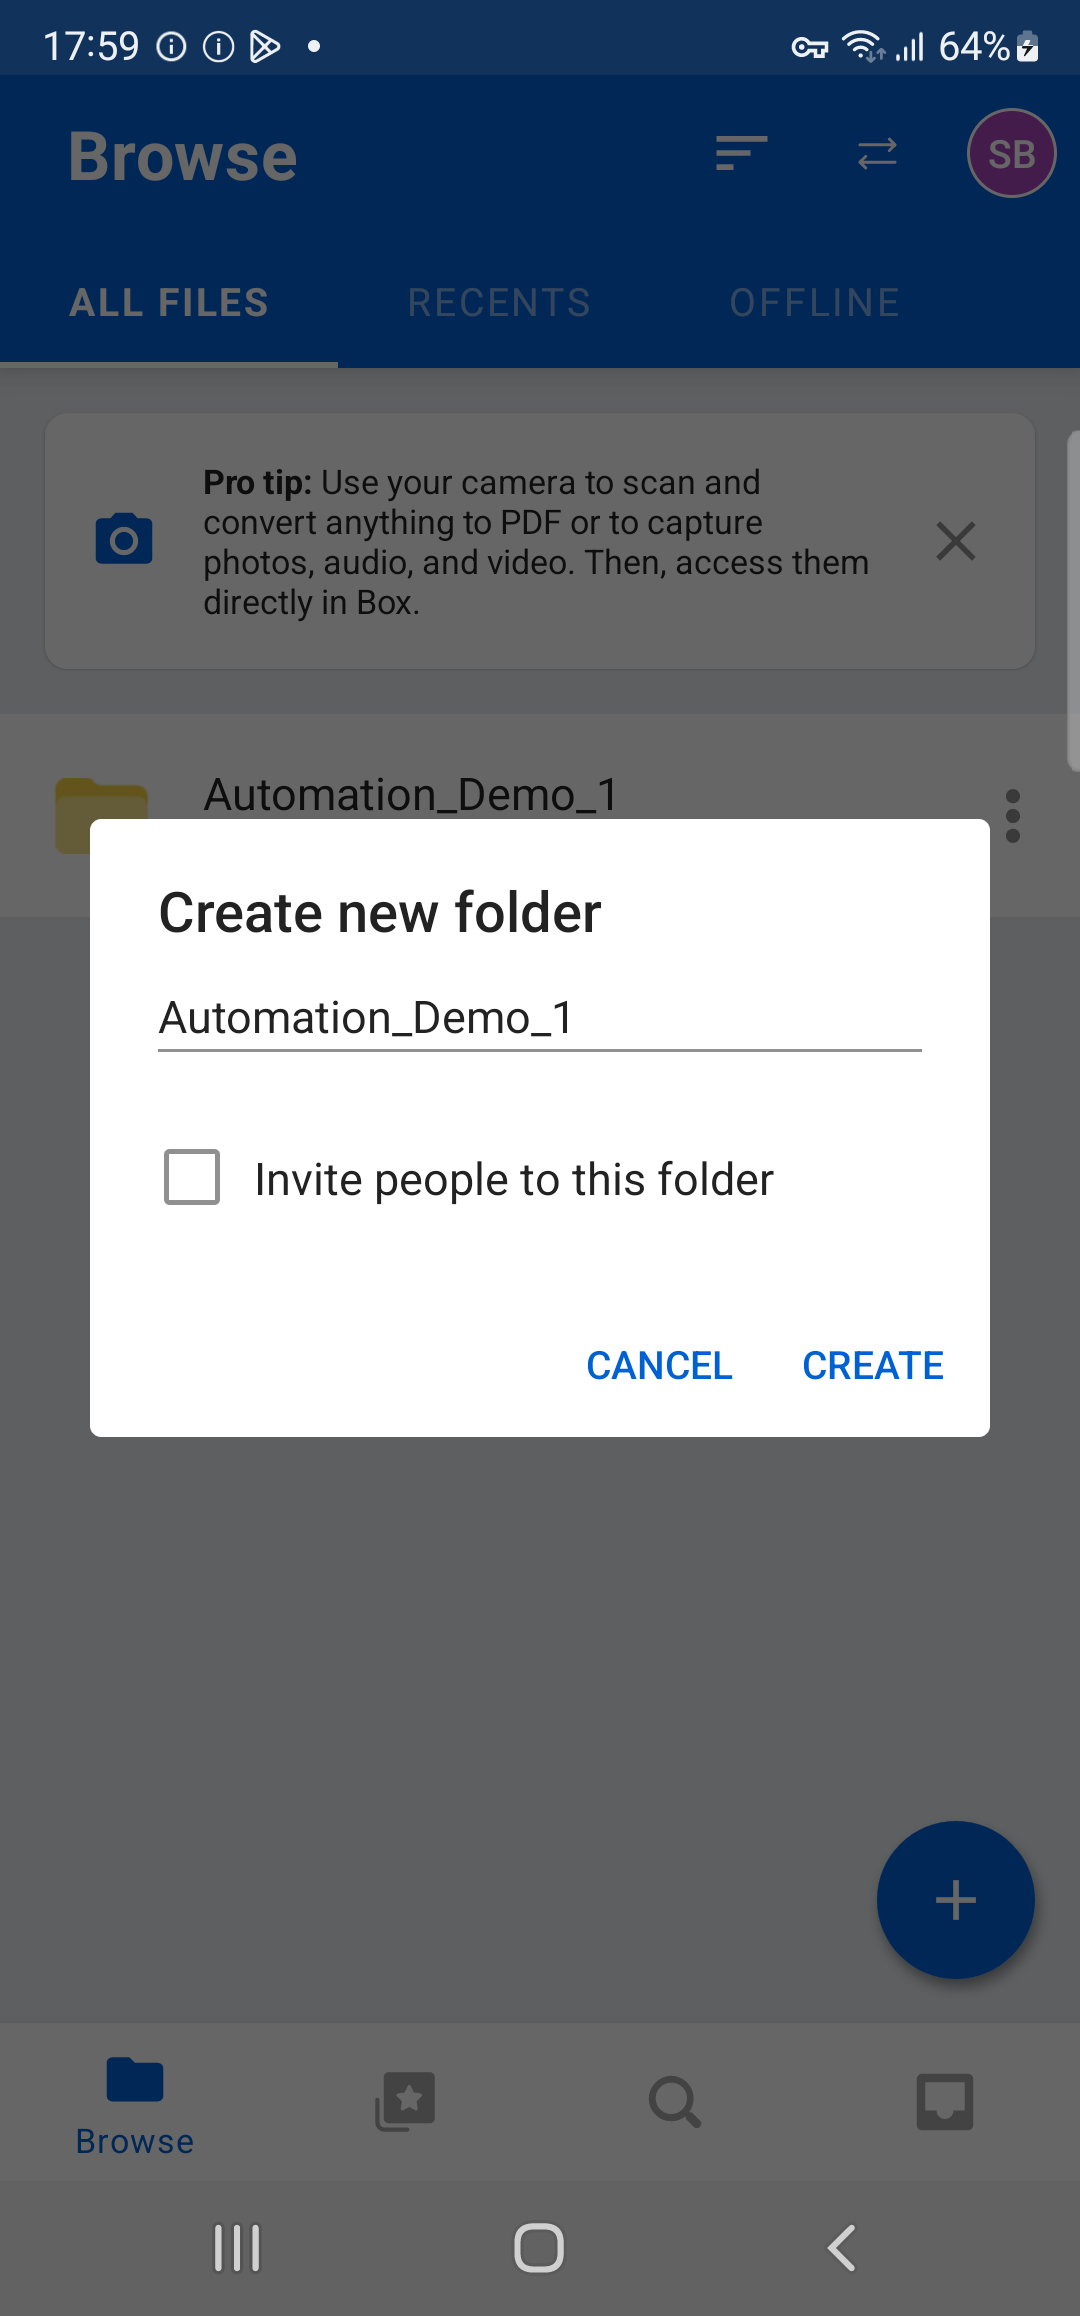 17:59
64%
Browse
SB
ALL FILES
RECENTS
OFFLINE
Pro tip: Use your camera to scan and
convert anything to PDF or to capture
photos, audio, and video. Then, access them
directly in Box.
Automation_Demo_1
Create new folder
Automation_Demo_1
Invite people to this folder
CANCEL
CREATE
Browse